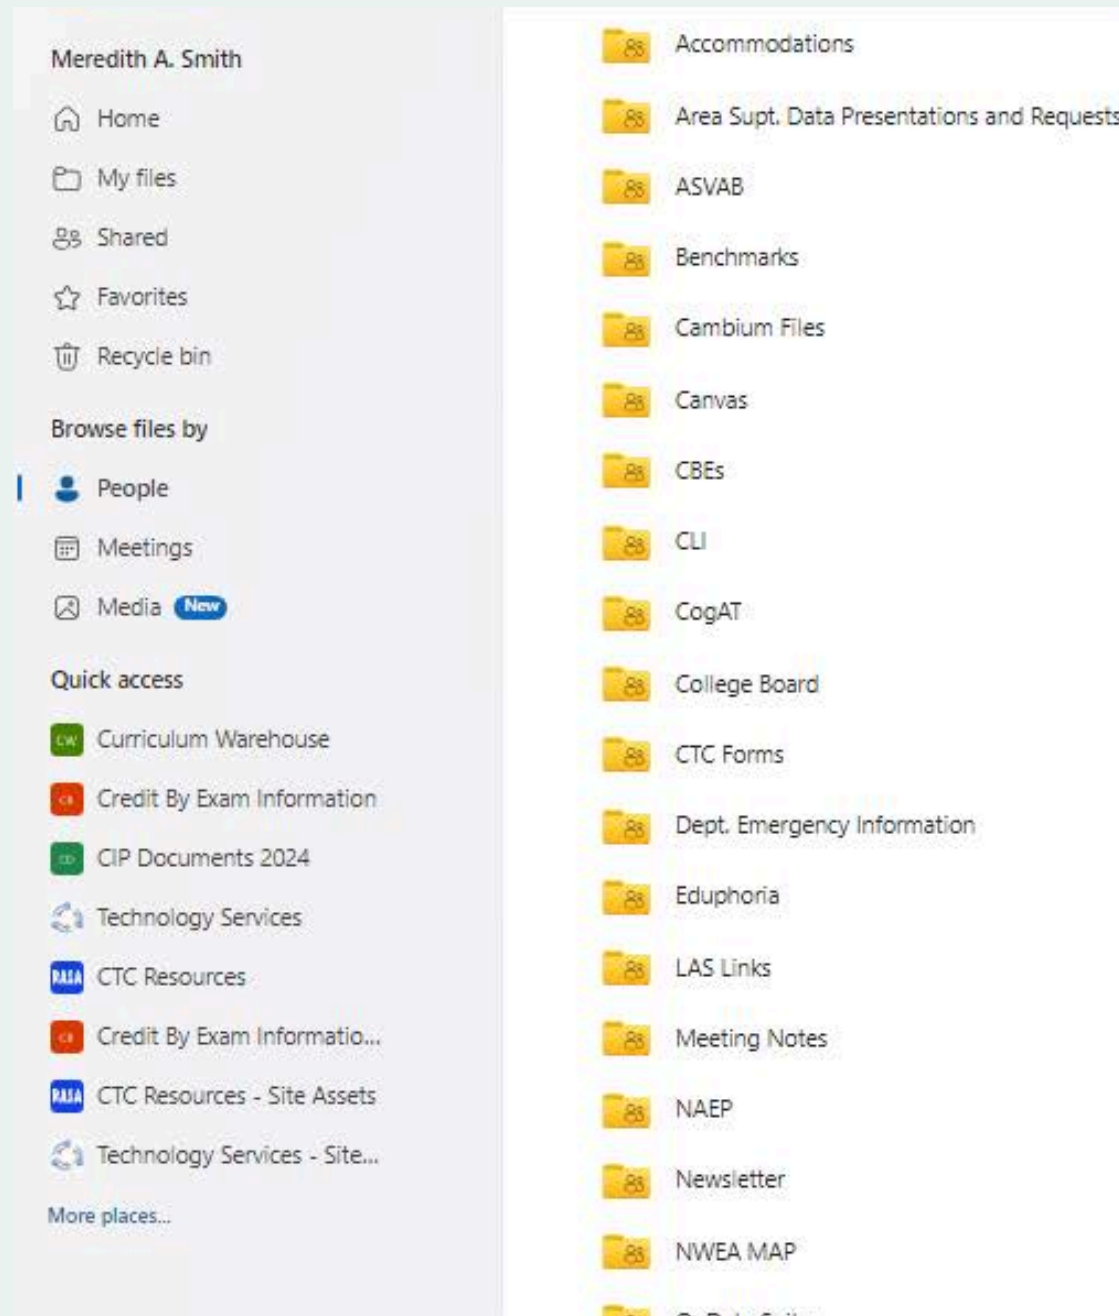 Meredith A. Smith
Home
My files
Shared
Favorites
Recycle bin
Browse files by
People
Meetings
Media New
Quick access
CW Curriculum Warehouse
Credit By Exam Information
CIP Documents 2024
Technology Services
RASA CTC Resources
Credit By Exam Informatio...
RASA CTC Resources - Site Assets
Technology Services - Site...
More places...
Accommodations
Area Supt. Data Presentations and Requests
ASVAB
Benchmarks
Cambium Files
Canvas
CBEs
CLI
CogAT
College Board
CTC Forms
Dept. Emergency Information
Eduphoria
LAS Links
Meeting Notes
NAEP
Newsletter
NWEA MAP